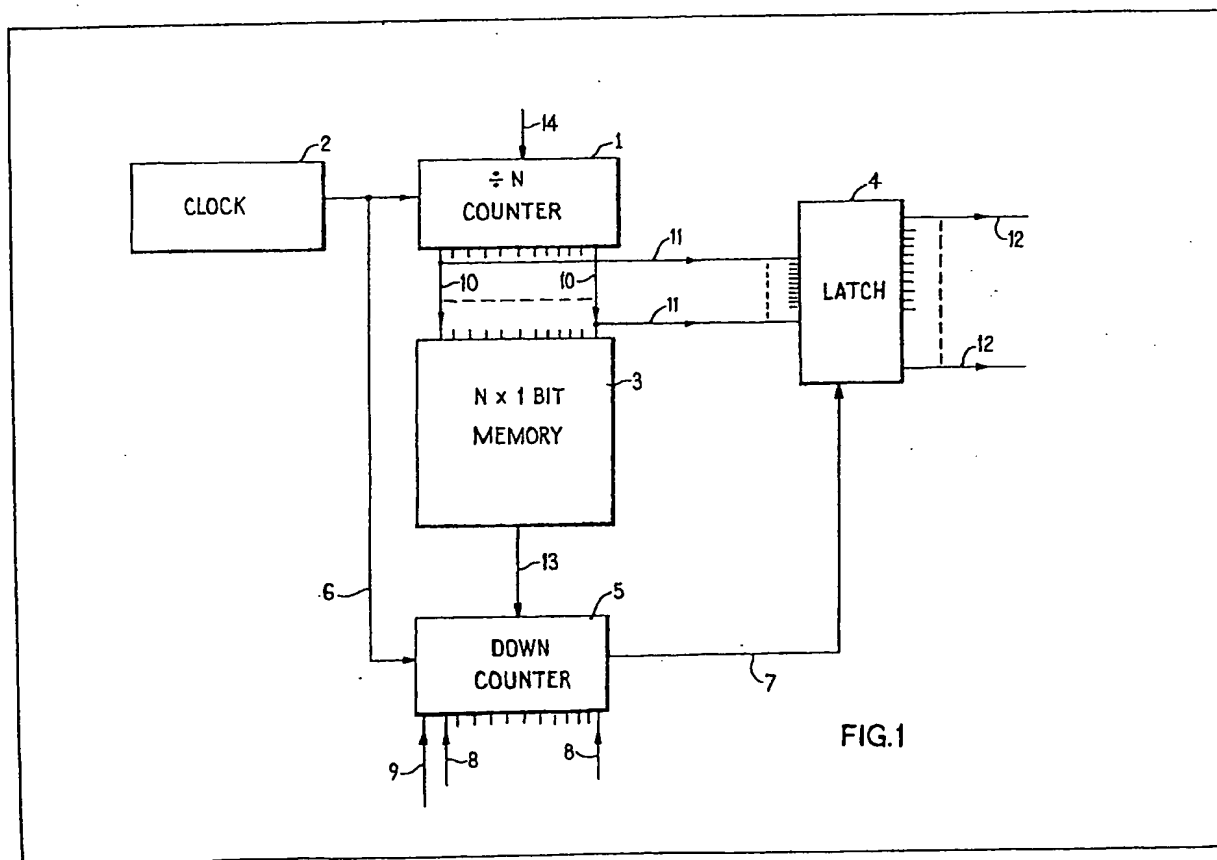 14
2
1
CLOCK
÷ N
COUNTER
4
11
12
10
10
LATCH
11
12
3
N x 1 BIT
MEMORY
13
6
5
DOWN
COUNTER
7
FIG.1
9
8
8